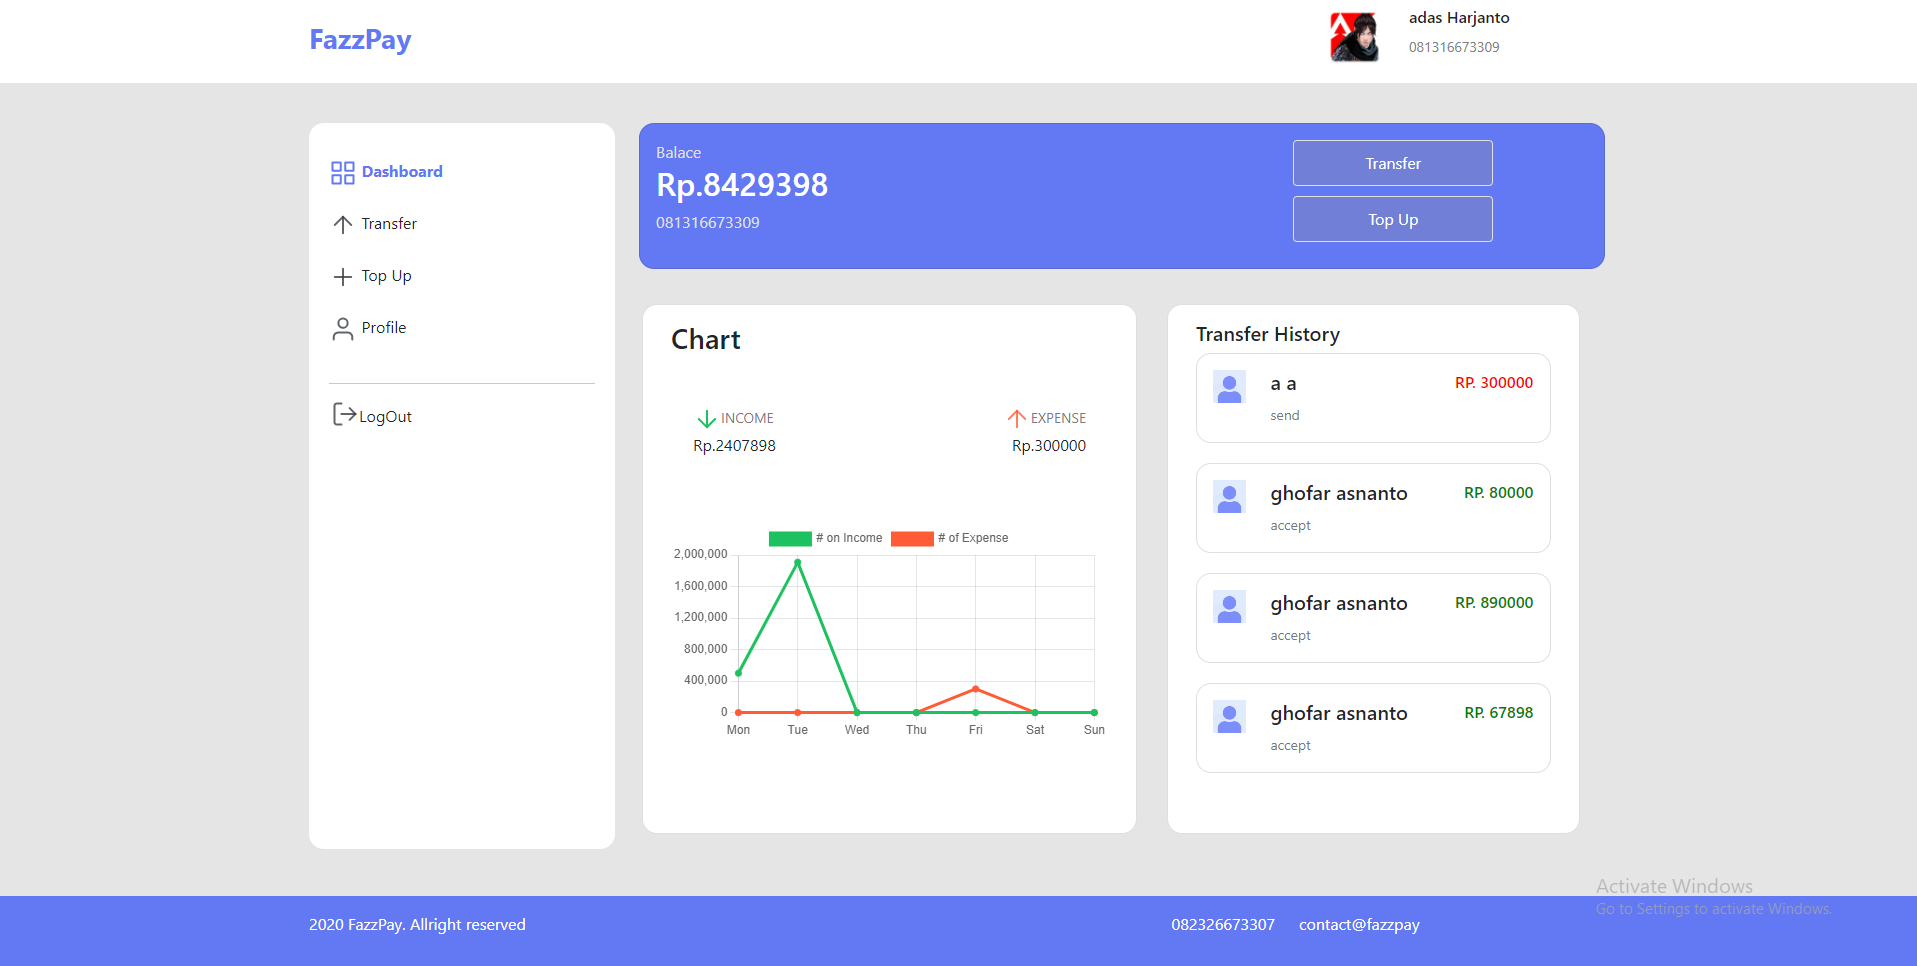 FazzPay
adas Harjanto
081316673309
Dashboard
Transfer
Top Up
Profile
LogOut
Balace
Rp.8429398
081316673309
Transfer
Top Up
Chart
INCOME
Rp.2407898
EXPENSE
Rp.300000
# on Income
# of Expense
2,000,000
1,600,000
1,200,000
800,000
400,000
0
Mon Tue Wed Thu Fri Sat Sun
Transfer History
a a
RP. 300000
send
ghofar asnanto
RP. 80000
accept
ghofar asnanto
RP. 890000
accept
ghofar asnanto
RP. 67898
accept
Activate Windows
Go to Settings to activate Windows.
2020 FazzPay. Allright reserved
082326673307
contact@fazzpay